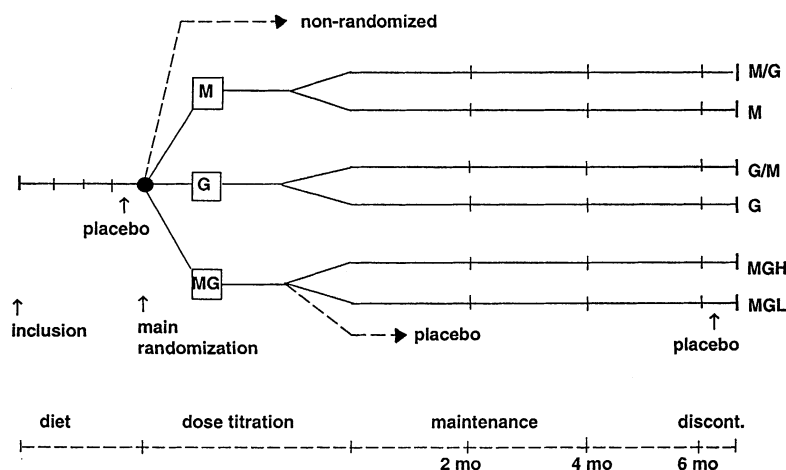 non-randomized
M/G
M
M
G/M
G
G
placebo
MGH
MG
MGL
inclusion
main
randomization
placebo
placebo
diet
dose titration
maintenance
discont.
2 mo
4 mo
6 mo